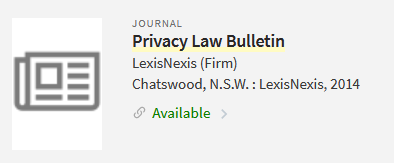 JOURNAL
Privacy Law Bulletin
LexisNexis (Firm)
Chatswood, N.S.W. : LexisNexis, 2014
Available